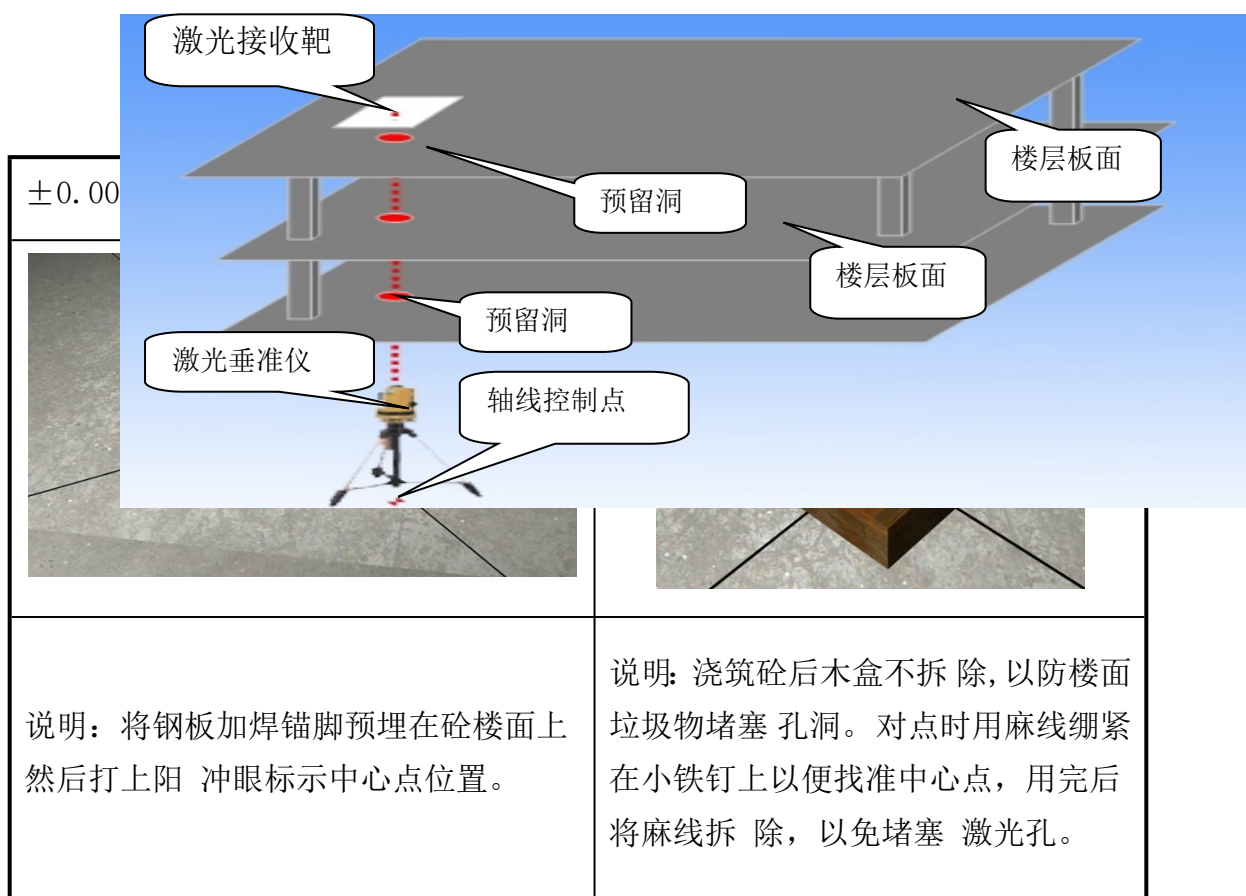 激光接收靶
楼层板面
预留洞
±0.00
楼层板面
预留洞
激光垂准仪
轴线控制点
说明：将钢板加焊锚脚预埋在砼楼面上
然后打上阳 冲眼标示中心点位置。
说明: 浇筑砼后木盒不拆 除,以防楼面
垃圾物堵塞 孔洞。对点时用麻线绷紧
在小铁钉上以便找准中心点，用完后
将麻线拆 除，以免堵塞 激光孔。